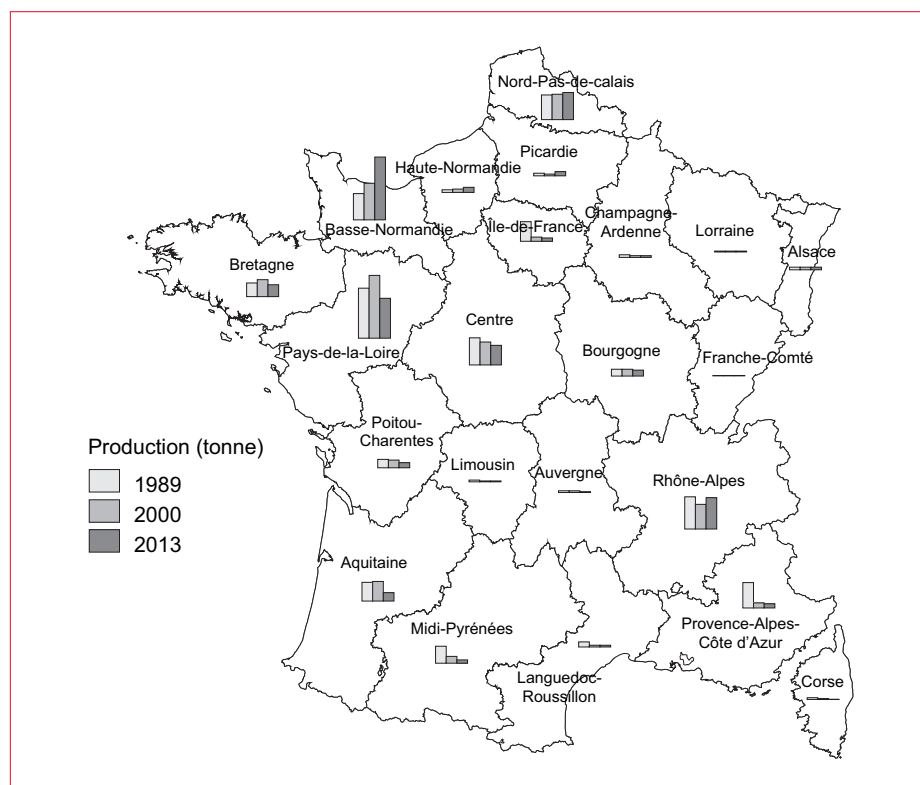 Nord-Pas-de-calais
Picardie
Haute-Normandie
Basse-Normandie
Île-de-France
Champagne-
Ardenne
Lorraine
Alsace
Bretagne
Pays-de-la-Loire
Centre
Bourgogne
Franche-Comté
Poitou-
Charentes
Limousin
Auvergne
Rhône-Alpes
Production (tonne)
1989
2000
2013
Aquitaine
Midi-Pyrénées
Languedoc-
Roussillon
Provence-Alpes-
Côte d'Azur
Corse